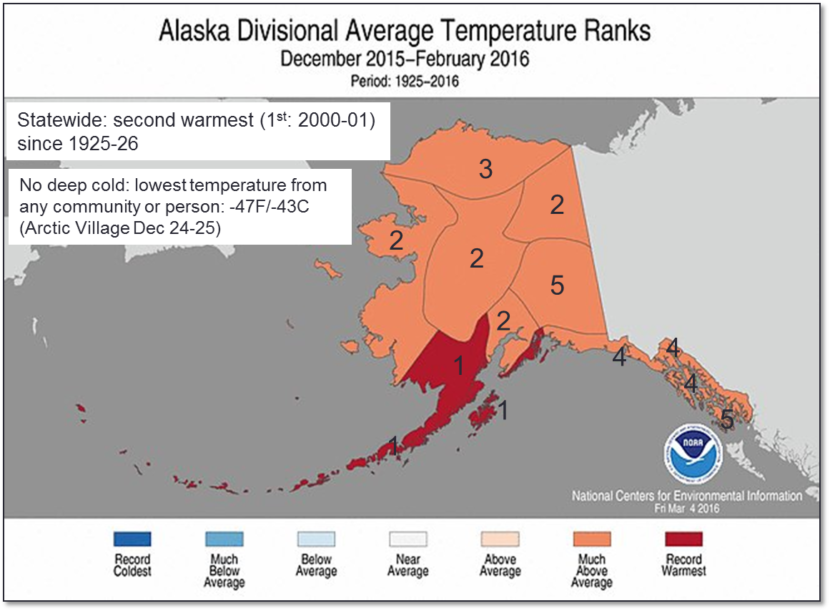 Alaska Divisional Average Temperature Ranks
December 2015–February 2016
Period: 1925–2016
Statewide: second warmest (1st: 2000-01)
since 1925-26
No deep cold: lowest temperature from
any community or person: -47F/-43C
(Arctic Village Dec 24-25)
3
2
2
2
5
2
1
4
4
4
1
5
1
NOAA
National Centers for Environmental Information
Fri Mar 4 2016
Record
Coldest
Much
Below
Average
Below
Average
Near
Average
Above
Average
Much
Above
Average
Record
Warmest